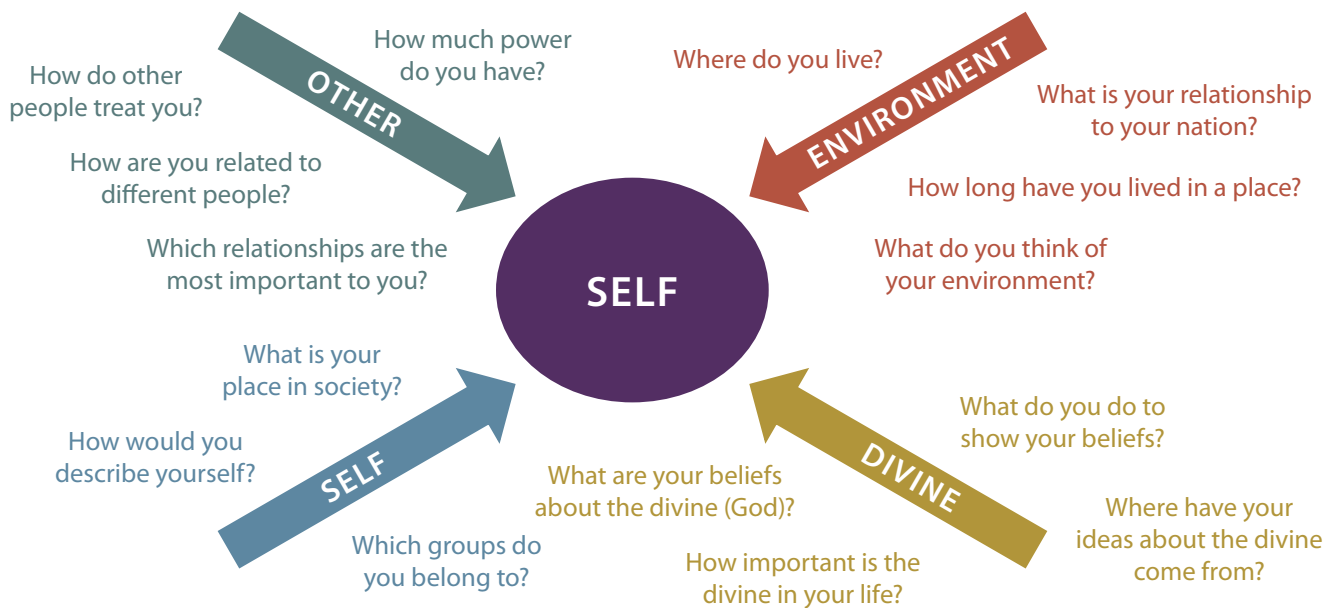 OTHER
How much power
do you have?
How do other
people treat you?
How are you related to
different people?
Which relationships are the
most important to you?
ENVIRONMENT
Where do you live?
What is your relationship
to your nation?
How long have you lived in a place?
What do you think of
your environment?
SELF
SELF
What is your
place in society?
How would you
describe yourself?
Which groups do
you belong to?
DIVINE
What do you do to
show your beliefs?
What are your beliefs
about the divine (God)?
Where have your
ideas about the divine
come from?
How important is the
divine in your life?